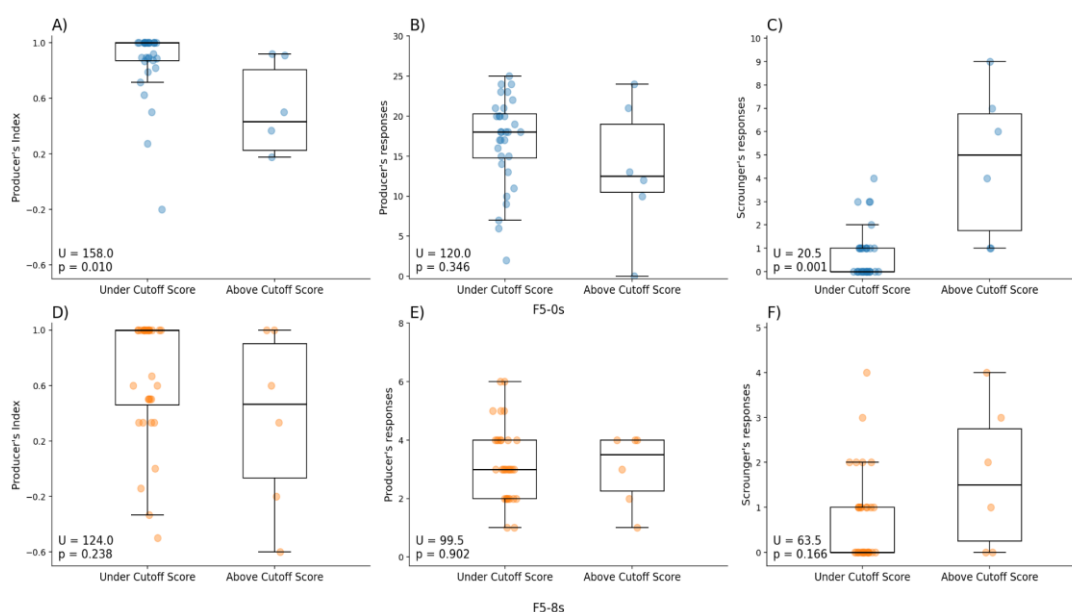 A)
B)
C)
Producer's Index
1.0
0.6
0.2
−0.2
−0.6
U = 158.0
p = 0.010
Under Cutoff Score
Above Cutoff Score
Producer's responses
30
25
20
15
10
5
0
U = 120.0
p = 0.346
Under Cutoff Score
Above Cutoff Score
Scrounger's responses
10
9
8
7
6
5
4
3
2
1
0
U = 20.5
p = 0.001
Under Cutoff Score
Above Cutoff Score
F5-0s
D)
E)
F)
Producer's Index
1.0
0.6
0.2
−0.2
−0.6
U = 124.0
p = 0.238
Under Cutoff Score
Above Cutoff Score
Producer's responses
8
6
4
2
0
U = 99.5
p = 0.902
Under Cutoff Score
Above Cutoff Score
Scrounger's responses
5
4
3
2
1
0
U = 63.5
p = 0.166
Under Cutoff Score
Above Cutoff Score
F5-8s